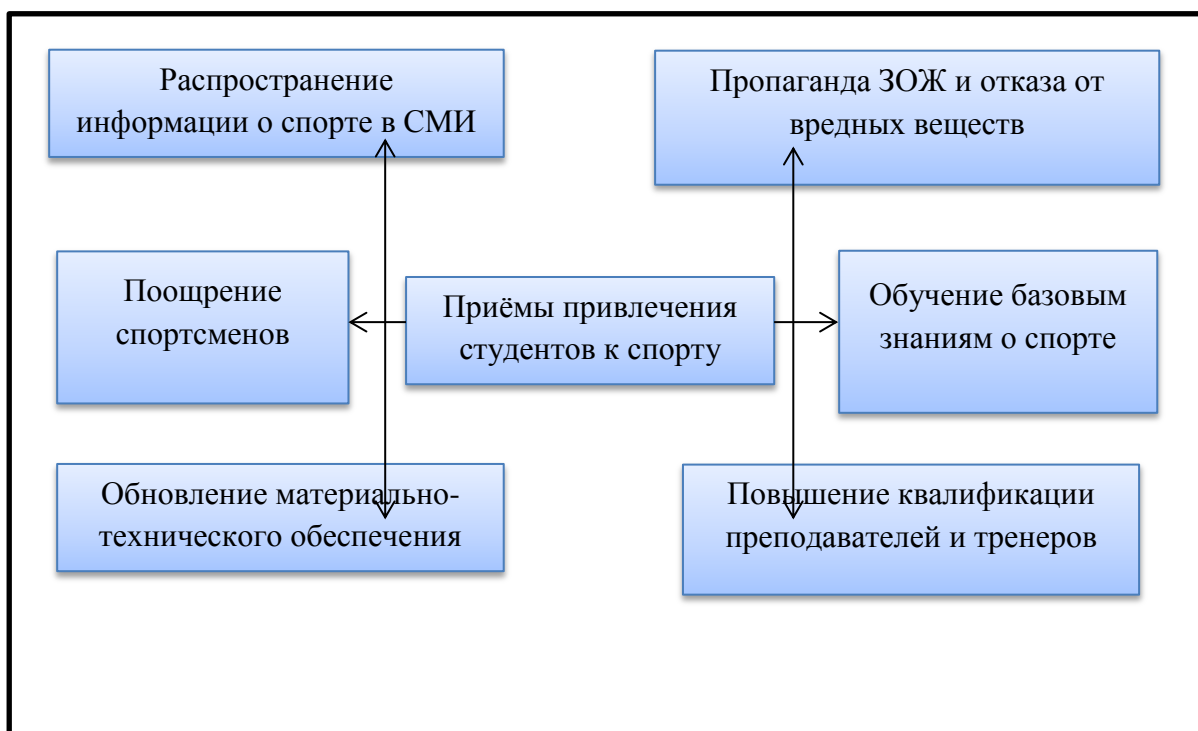 Распространение
информации о спорте в СМИ
Пропаганда ЗОЖ и отказа от
вредных веществ
Поощрение
спортсменов
Приёмы привлечения
студентов к спорту
Обучение базовым
знаниям о спорте
Обновление материально-
технического обеспечения
Повышение квалификации
преподавателей и тренеров